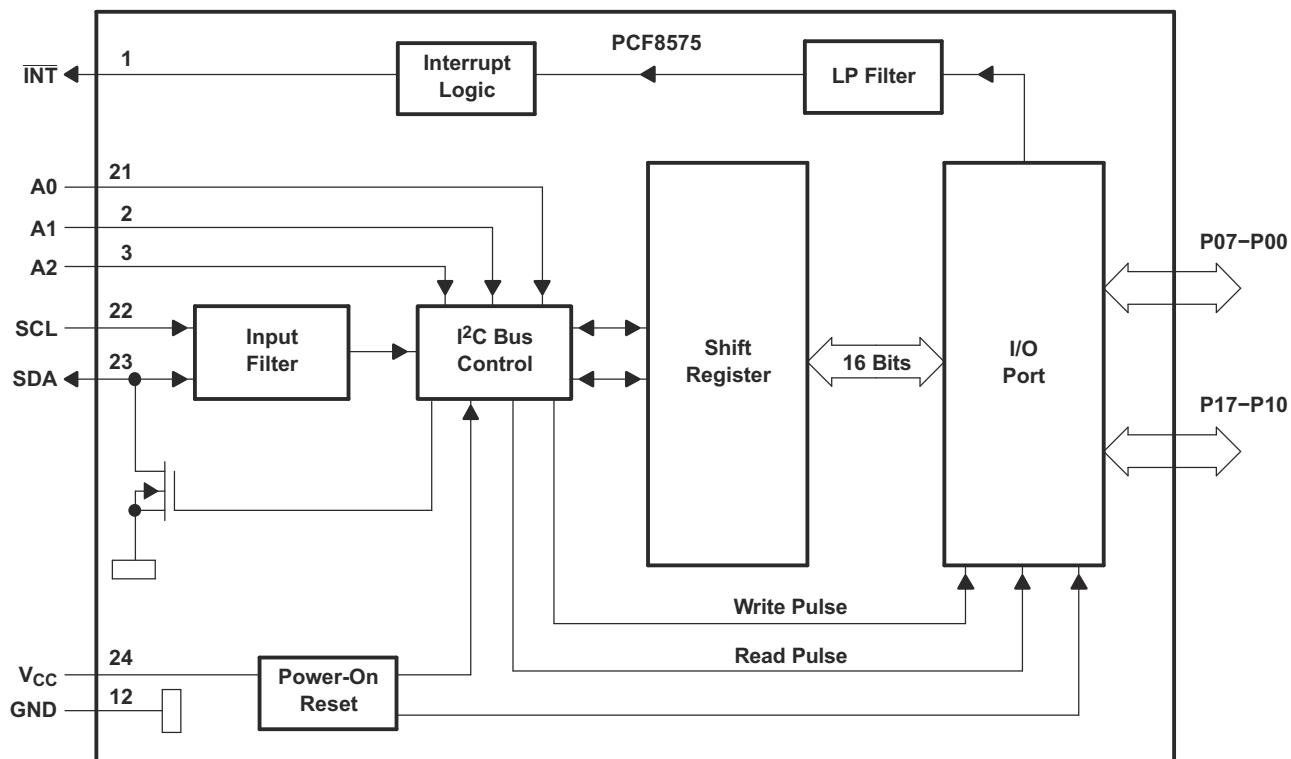 PCF8575
1
INT
Interrupt
Logic
LP Filter
21
A0
2
A1
3
A2
22
SCL
23
SDA
Input
Filter
I²C Bus
Control
Shift
Register
16 Bits
I/O
Port
P07−P00
P17−P10
Write Pulse
Read Pulse
24
VCC
12
GND
Power-On
Reset